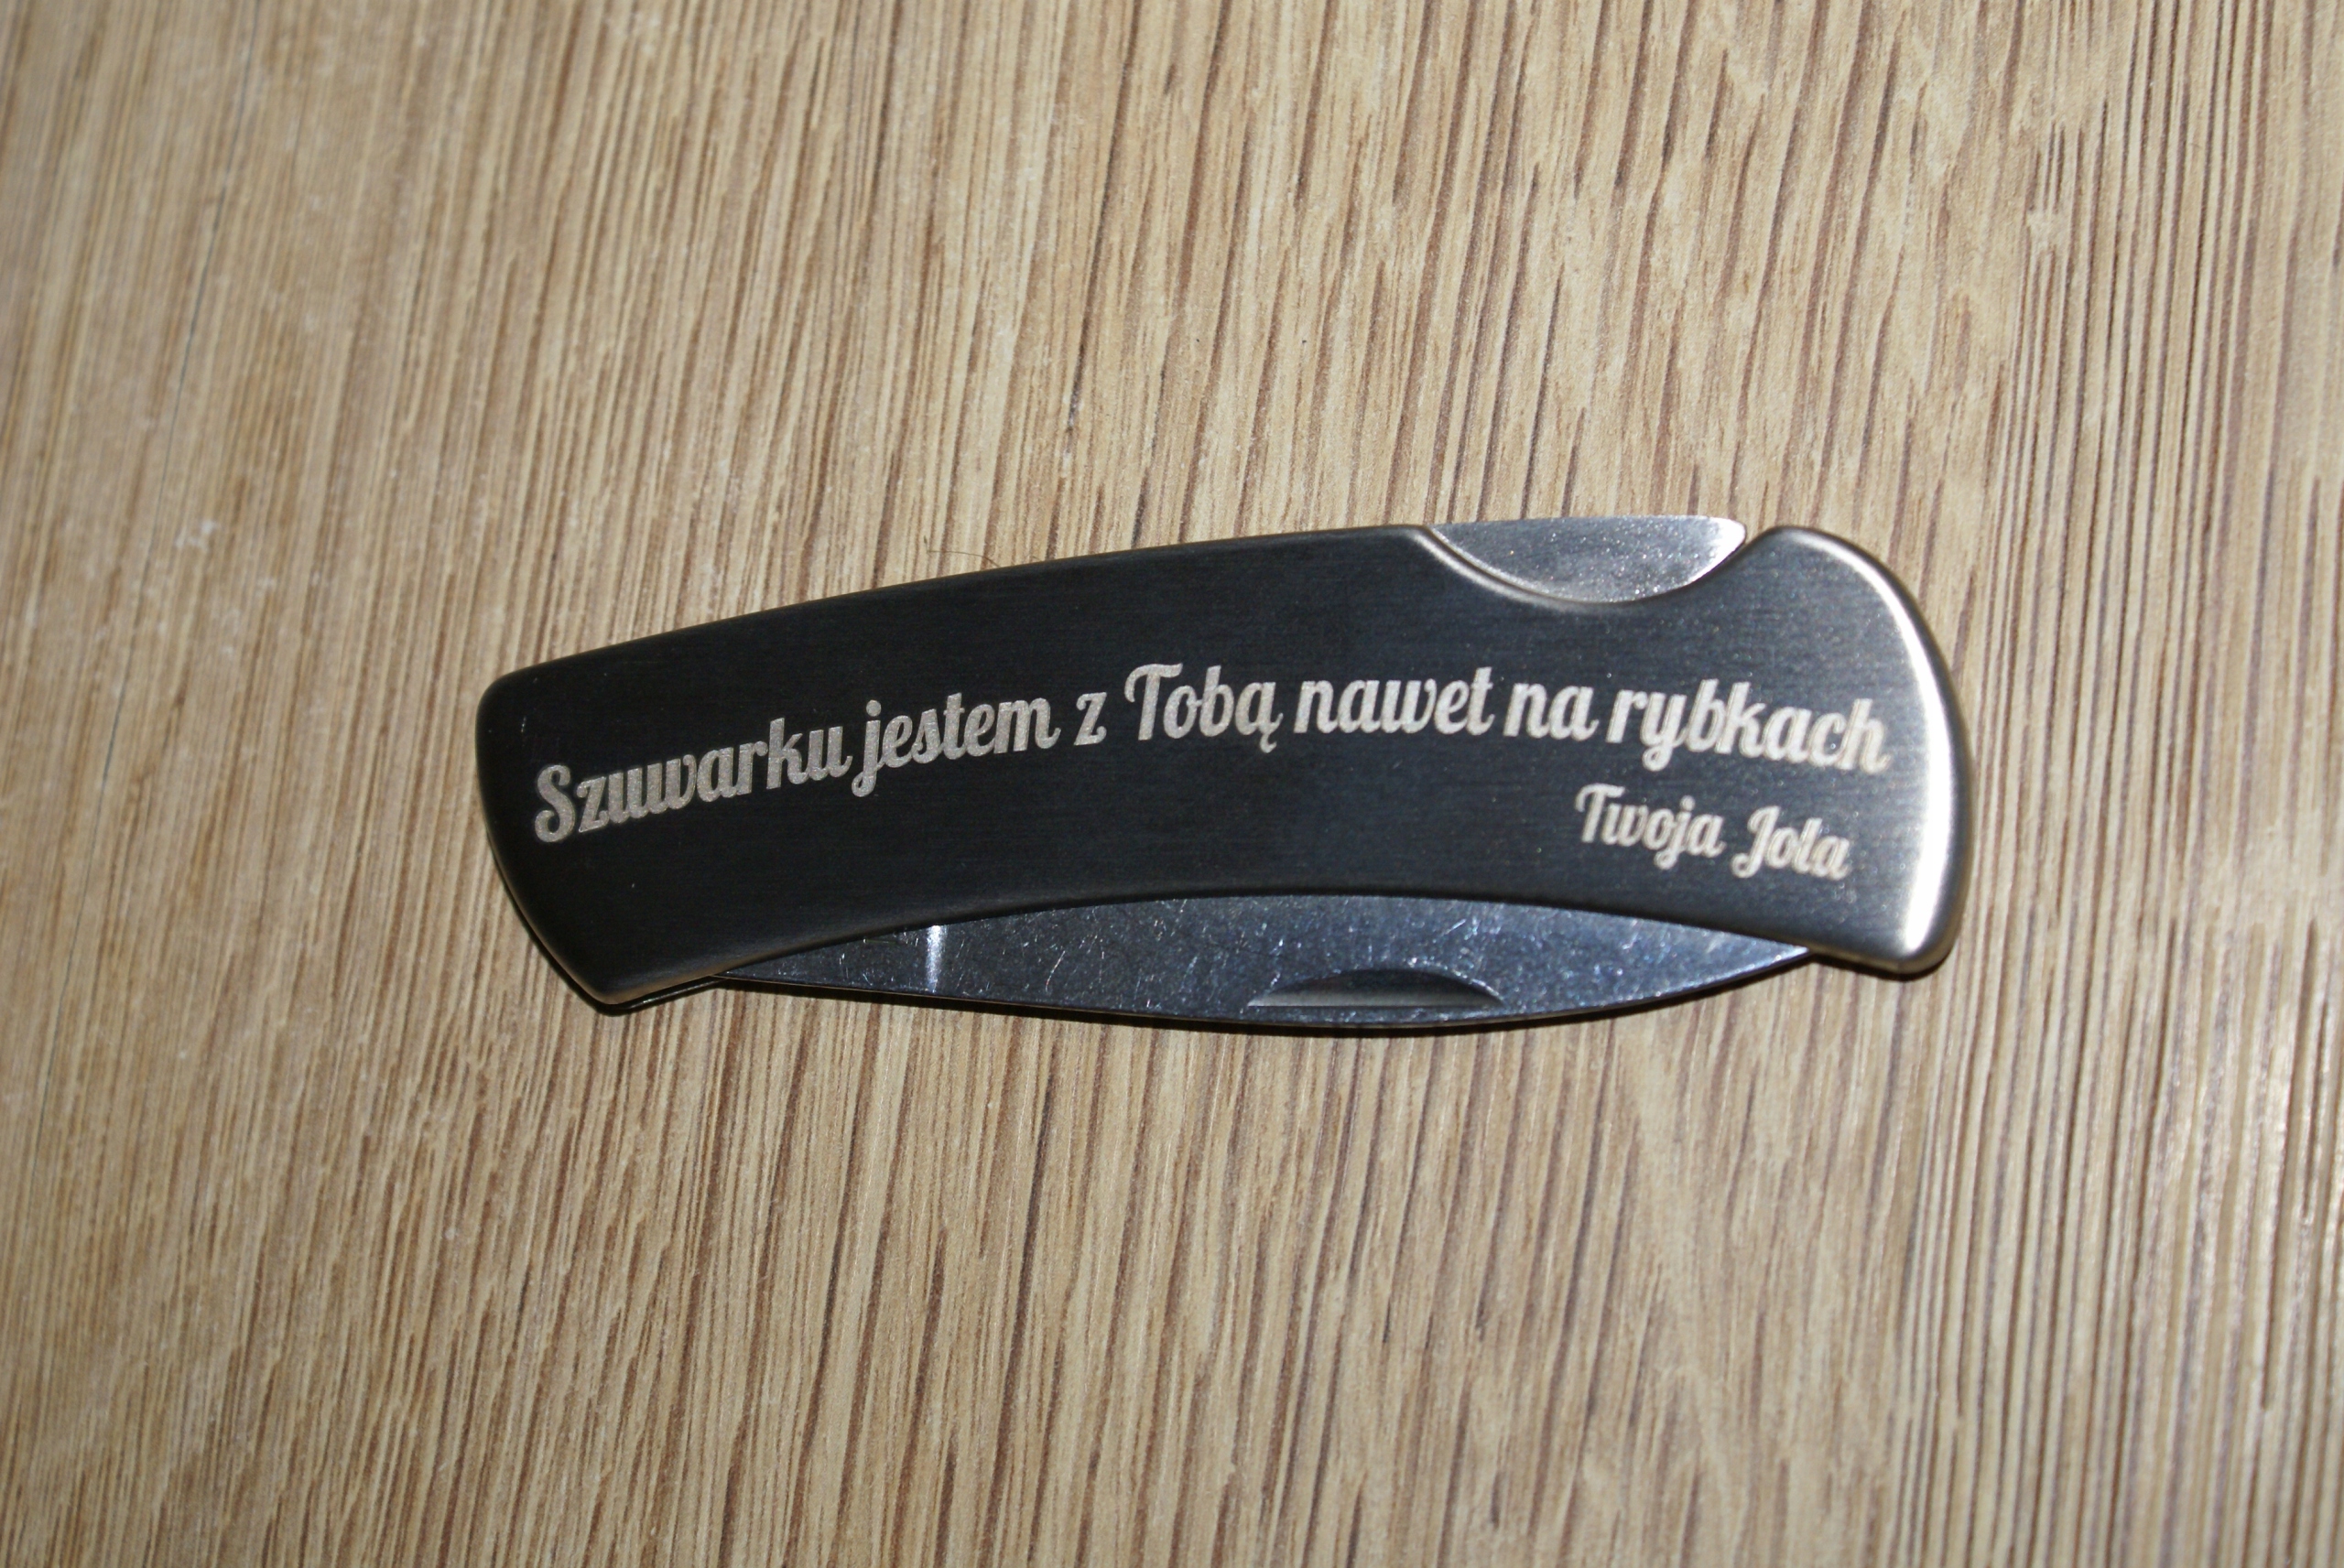 Szuwarku jestem z Tobą nawet na rybkach
Twoja Jola